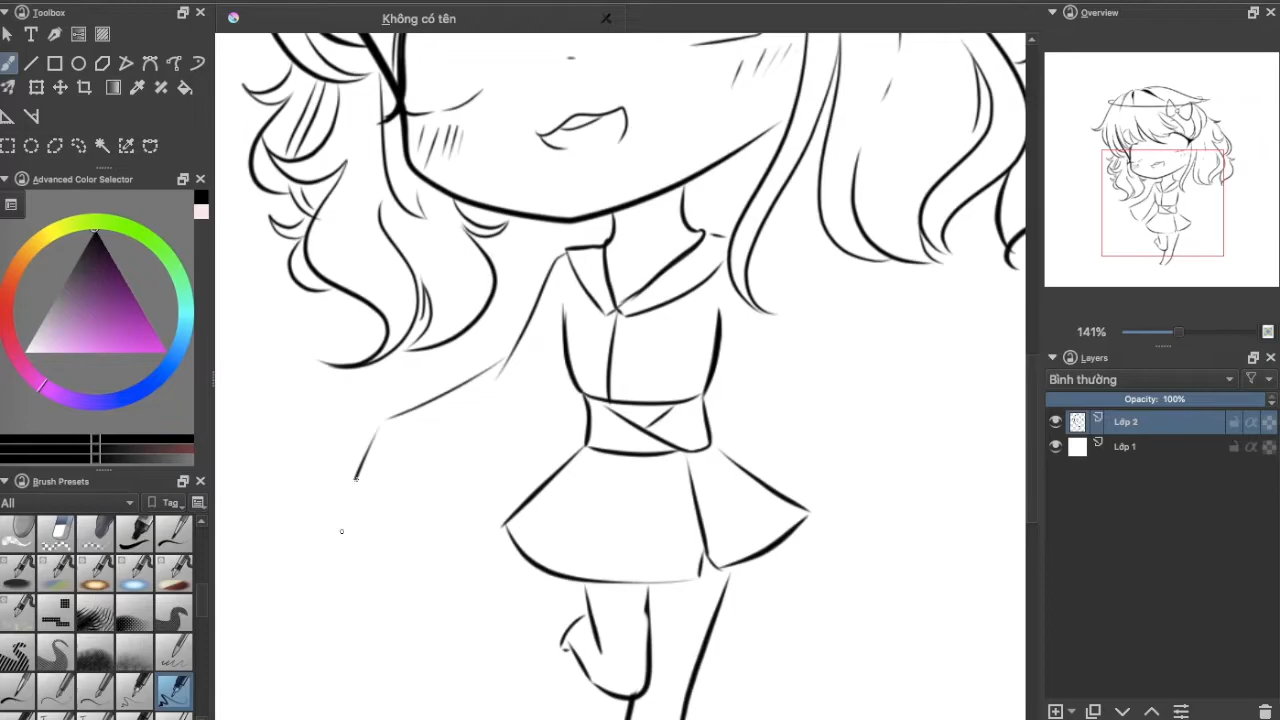 Toolbox
Không có tên
Overview
Advanced Color Selector
141%
Layers
Bình thường
Opacity: 100%
Lớp 2
Lớp 1
Brush Presets
All
Tag